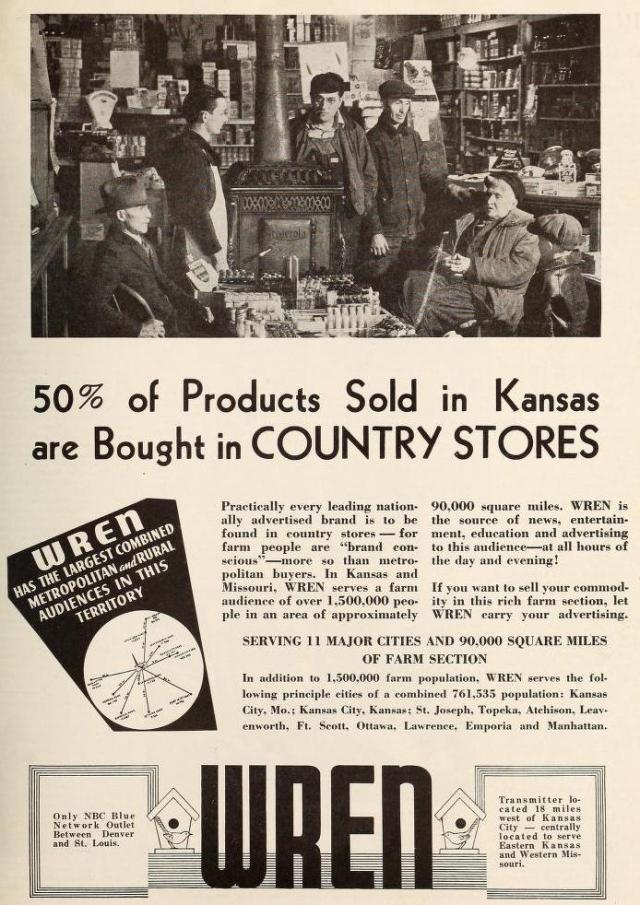 50% of Products Sold in Kansas
are Bought in COUNTRY STORES
WREN
HAS THE LARGEST COMBINED
METROPOLITAN and RURAL
AUDIENCES IN THIS
TERRITORY
Practically every leading nation-
ally advertised brand is to be
found in country stores — for
farm people are "brand con-
scious"—more so than metro-
politan buyers. In Kansas and
Missouri, WREN serves a farm
audience of over 1,500,000 peo-
ple in an area of approximately
90,000 square miles. WREN is
the source of news, entertain-
ment, education and advertising
to this audience—at all hours of
the day and evening!
If you want to sell your commod-
ity in this rich farm section, let
WREN carry your advertising.
SERVING 11 MAJOR CITIES AND 90,000 SQUARE MILES
OF FARM SECTION
In addition to 1,500,000 farm population, WREN serves the fol-
lowing principle cities of a combined 761,535 population: Kansas
City, Mo.; Kansas City, Kansas; St. Joseph, Topeka, Atchison, Leav-
enworth, Ft. Scott, Ottawa, Lawrence, Emporia and Manhattan.
Only NBC Blue
Network Outlet
Between Denver
and St. Louis.
WREN
Transmitter lo-
cated 18 miles
west of Kansas
City — centrally
located to serve
Eastern Kansas
and Western Mis-
souri.